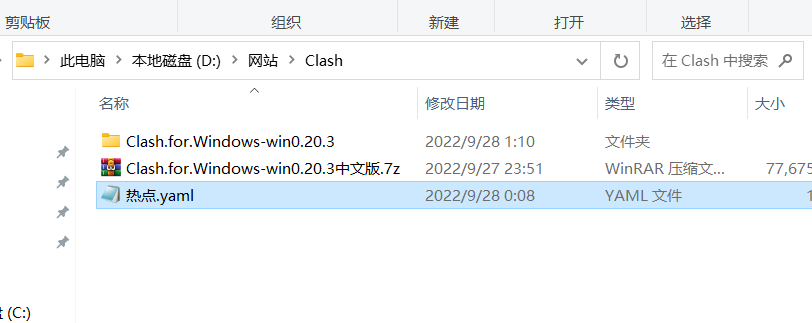 剪贴板 组织 新建 打开 选择
此电脑 本地磁盘 (D:) 网站 Clash 在 Clash 中搜索
名称 修改日期 类型 大小
Clash.for.Windows-win0.20.3 2022/9/28 1:10 文件夹
Clash.for.Windows-win0.20.3中文版.7z 2022/9/27 23:51 WinRAR 压缩文... 77,675
热点.yaml 2022/9/28 0:08 YAML 文件 1
(C:)